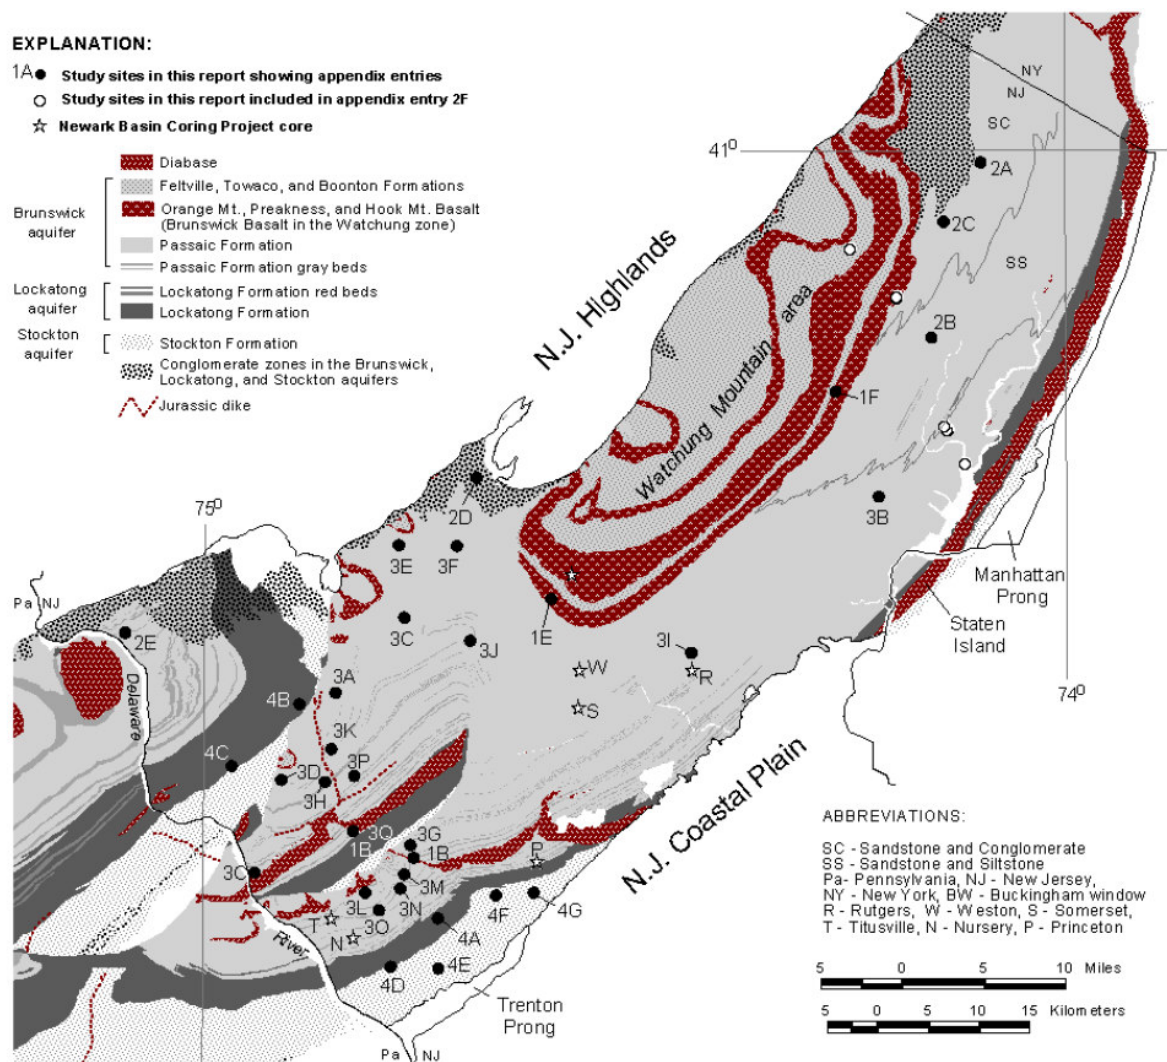 EXPLANATION:
1A Study sites in this report showing appendix entries
Study sites in this report included in appendix entry 2F
Newark Basin Coring Project core
Diabase
Feltville, Towaco, and Boonton Formations
Brunswick aquifer
Orange Mt., Preakness, and Hook Mt. Basalt
(Brunswick Basalt in the Watchung zone)
Passaic Formation
Passaic Formation gray beds
Lockatong aquifer
Lockatong Formation red beds
Lockatong Formation
Stockton aquifer
Stockton Formation
Conglomerate zones in the Brunswick,
Lockatong, and Stockton aquifers
Jurassic dike
NY
NJ
SC
41⁰
2A
2C
SS
N.J. Highlands
2B
Watchung Mountain area
1F
2D
3B
75⁰
3E
3F
Manhattan
Prong
Pa
NJ
3C
1E
Staten
Island
2E
3J
3I
W
R
74⁰
Delaware
4B
3A
S
3K
4C
3D
3P
3H
N.J. Coastal Plain
3Q
1B
3G
1B
P
3C
3M
3L
3N
4F
4G
T
3O
River
N
4A
4D
4E
Trenton
Prong
Pa
NJ
ABBREVIATIONS:
SC - Sandstone and Conglomerate
SS - Sandstone and Siltstone
Pa- Pennsylvania, NJ - New Jersey,
NY - New York, BW - Buckingham window
R - Rutgers, W - Weston, S - Somerset,
T - Titusville, N - Nursery, P - Princeton
5 0 5 10 Miles
5 0 5 10 15 Kilometers